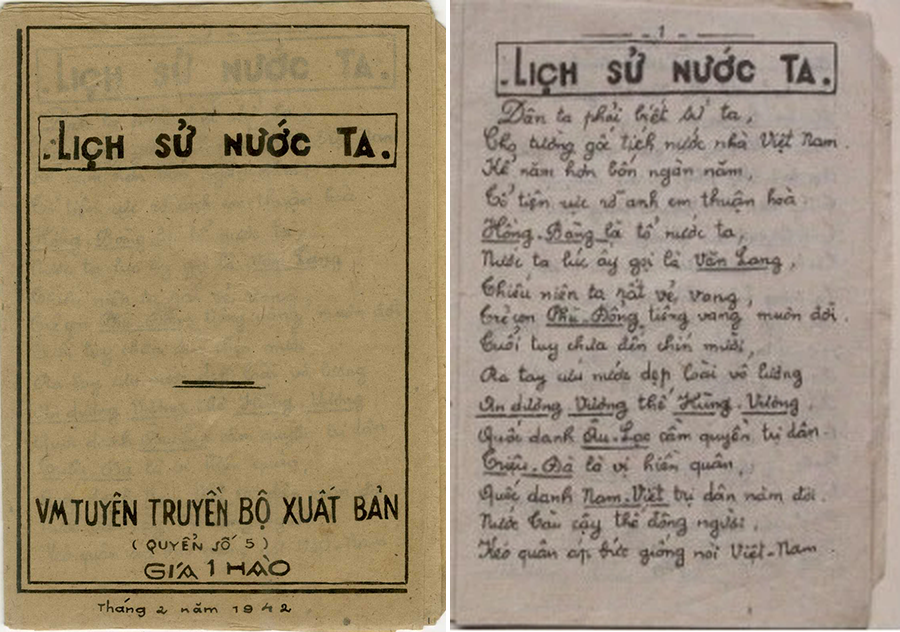 .LỊCH SỬ NƯỚC TA.
VM TUYÊN TRUYỀN BỘ XUẤT BẢN
(QUYỂN SỐ 5)
GIÁ 1 HÀO
Tháng 2 năm 1942
- 1 -
.LỊCH SỬ NƯỚC TA.
Dân ta phải biết sử ta,
Cho tường gốc tích nước nhà Việt Nam.
Kể năm hơn bốn ngàn năm,
Tổ tiên rực rỡ anh em thuận hoà
Hồng-Bàng là tổ nước ta,
Nước ta lúc ấy gọi là Văn Lang,
Thiếu niên ta rất vẻ vang,
Trẻ con Phù-Đổng tiếng vang muôn đời.
Tuổi tuy chưa đến chín mười,
Ra tay cứu nước dẹp loài vô lương
An dương Vương thế Hùng-Vương,
Quốc danh Âu-Lạc cầm quyền trị dân.
Triệu-Đà là vị hiền quân,
Quốc danh Nam-Việt trị dân năm đời.
Nước Tàu cậy thế đông người,
Kéo quân áp bức giống nòi Việt-Nam